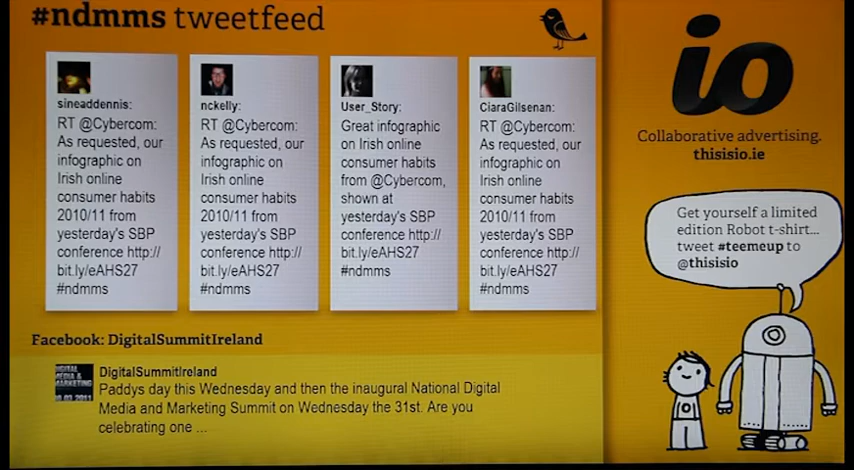 #ndmms tweetfeed
sineaddennis:
RT @Cybercom:
As requested, our
infographic on
Irish online
consumer habits
2010/11 from
yesterday's SBP
conference http://
bit.ly/eAHS27
#ndmms
nckelly:
RT @Cybercom:
As requested, our
infographic on
Irish online
consumer habits
2010/11 from
yesterday's SBP
conference http://
bit.ly/eAHS27
#ndmms
User_Story:
Great infographic
on Irish online
consumer habits
from @Cybercom,
shown at
yesterday's SBP
conference http://
bit.ly/eAHS27
#ndmms
CiaraGilsenan:
RT @Cybercom:
As requested, our
infographic on
Irish online
consumer habits
2010/11 from
yesterday's SBP
conference http://
bit.ly/eAHS27
#ndmms
Facebook: DigitalSummitIreland
DIGITAL
MEDIA &
MARKETING
DigitalSummitIreland
Paddys day this Wednesday and then the inaugural National Digital
Media and Marketing Summit on Wednesday the 31st. Are you
celebrating one ...
io
Collaborative advertising.
thisisio.ie
Get yourself a limited
edition Robot t-shirt...
tweet #teemeup to
@thisisio